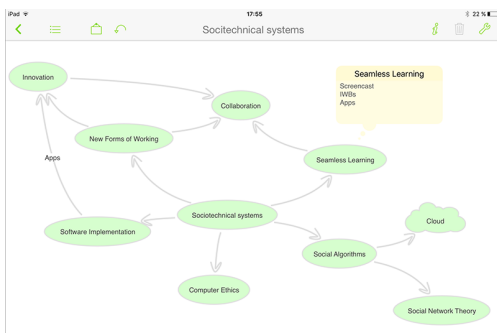 iPad
17:55
22 %
Socitechnical systems
Seamless Learning
Screencast
IWBs
Apps
Innovation
Collaboration
New Forms of Working
Apps
Seamless Learning
Sociotechnical systems
Software Implementation
Cloud
Social Algorithms
Computer Ethics
Social Network Theory